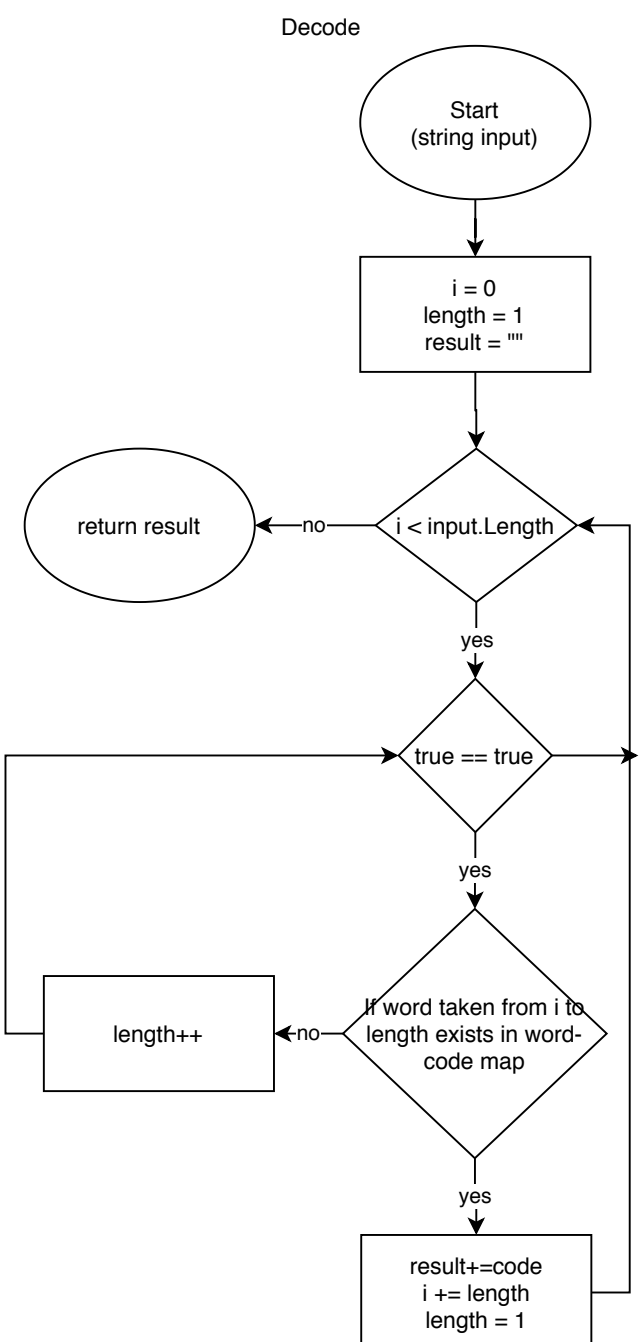 Decode
Start
(string input)
i = 0
length = 1
result = ""
i < input.Length
no
return result
yes
true == true
yes
If word taken from i to
length exists in word-
code map
no
length++
yes
result+=code
i += length
length = 1